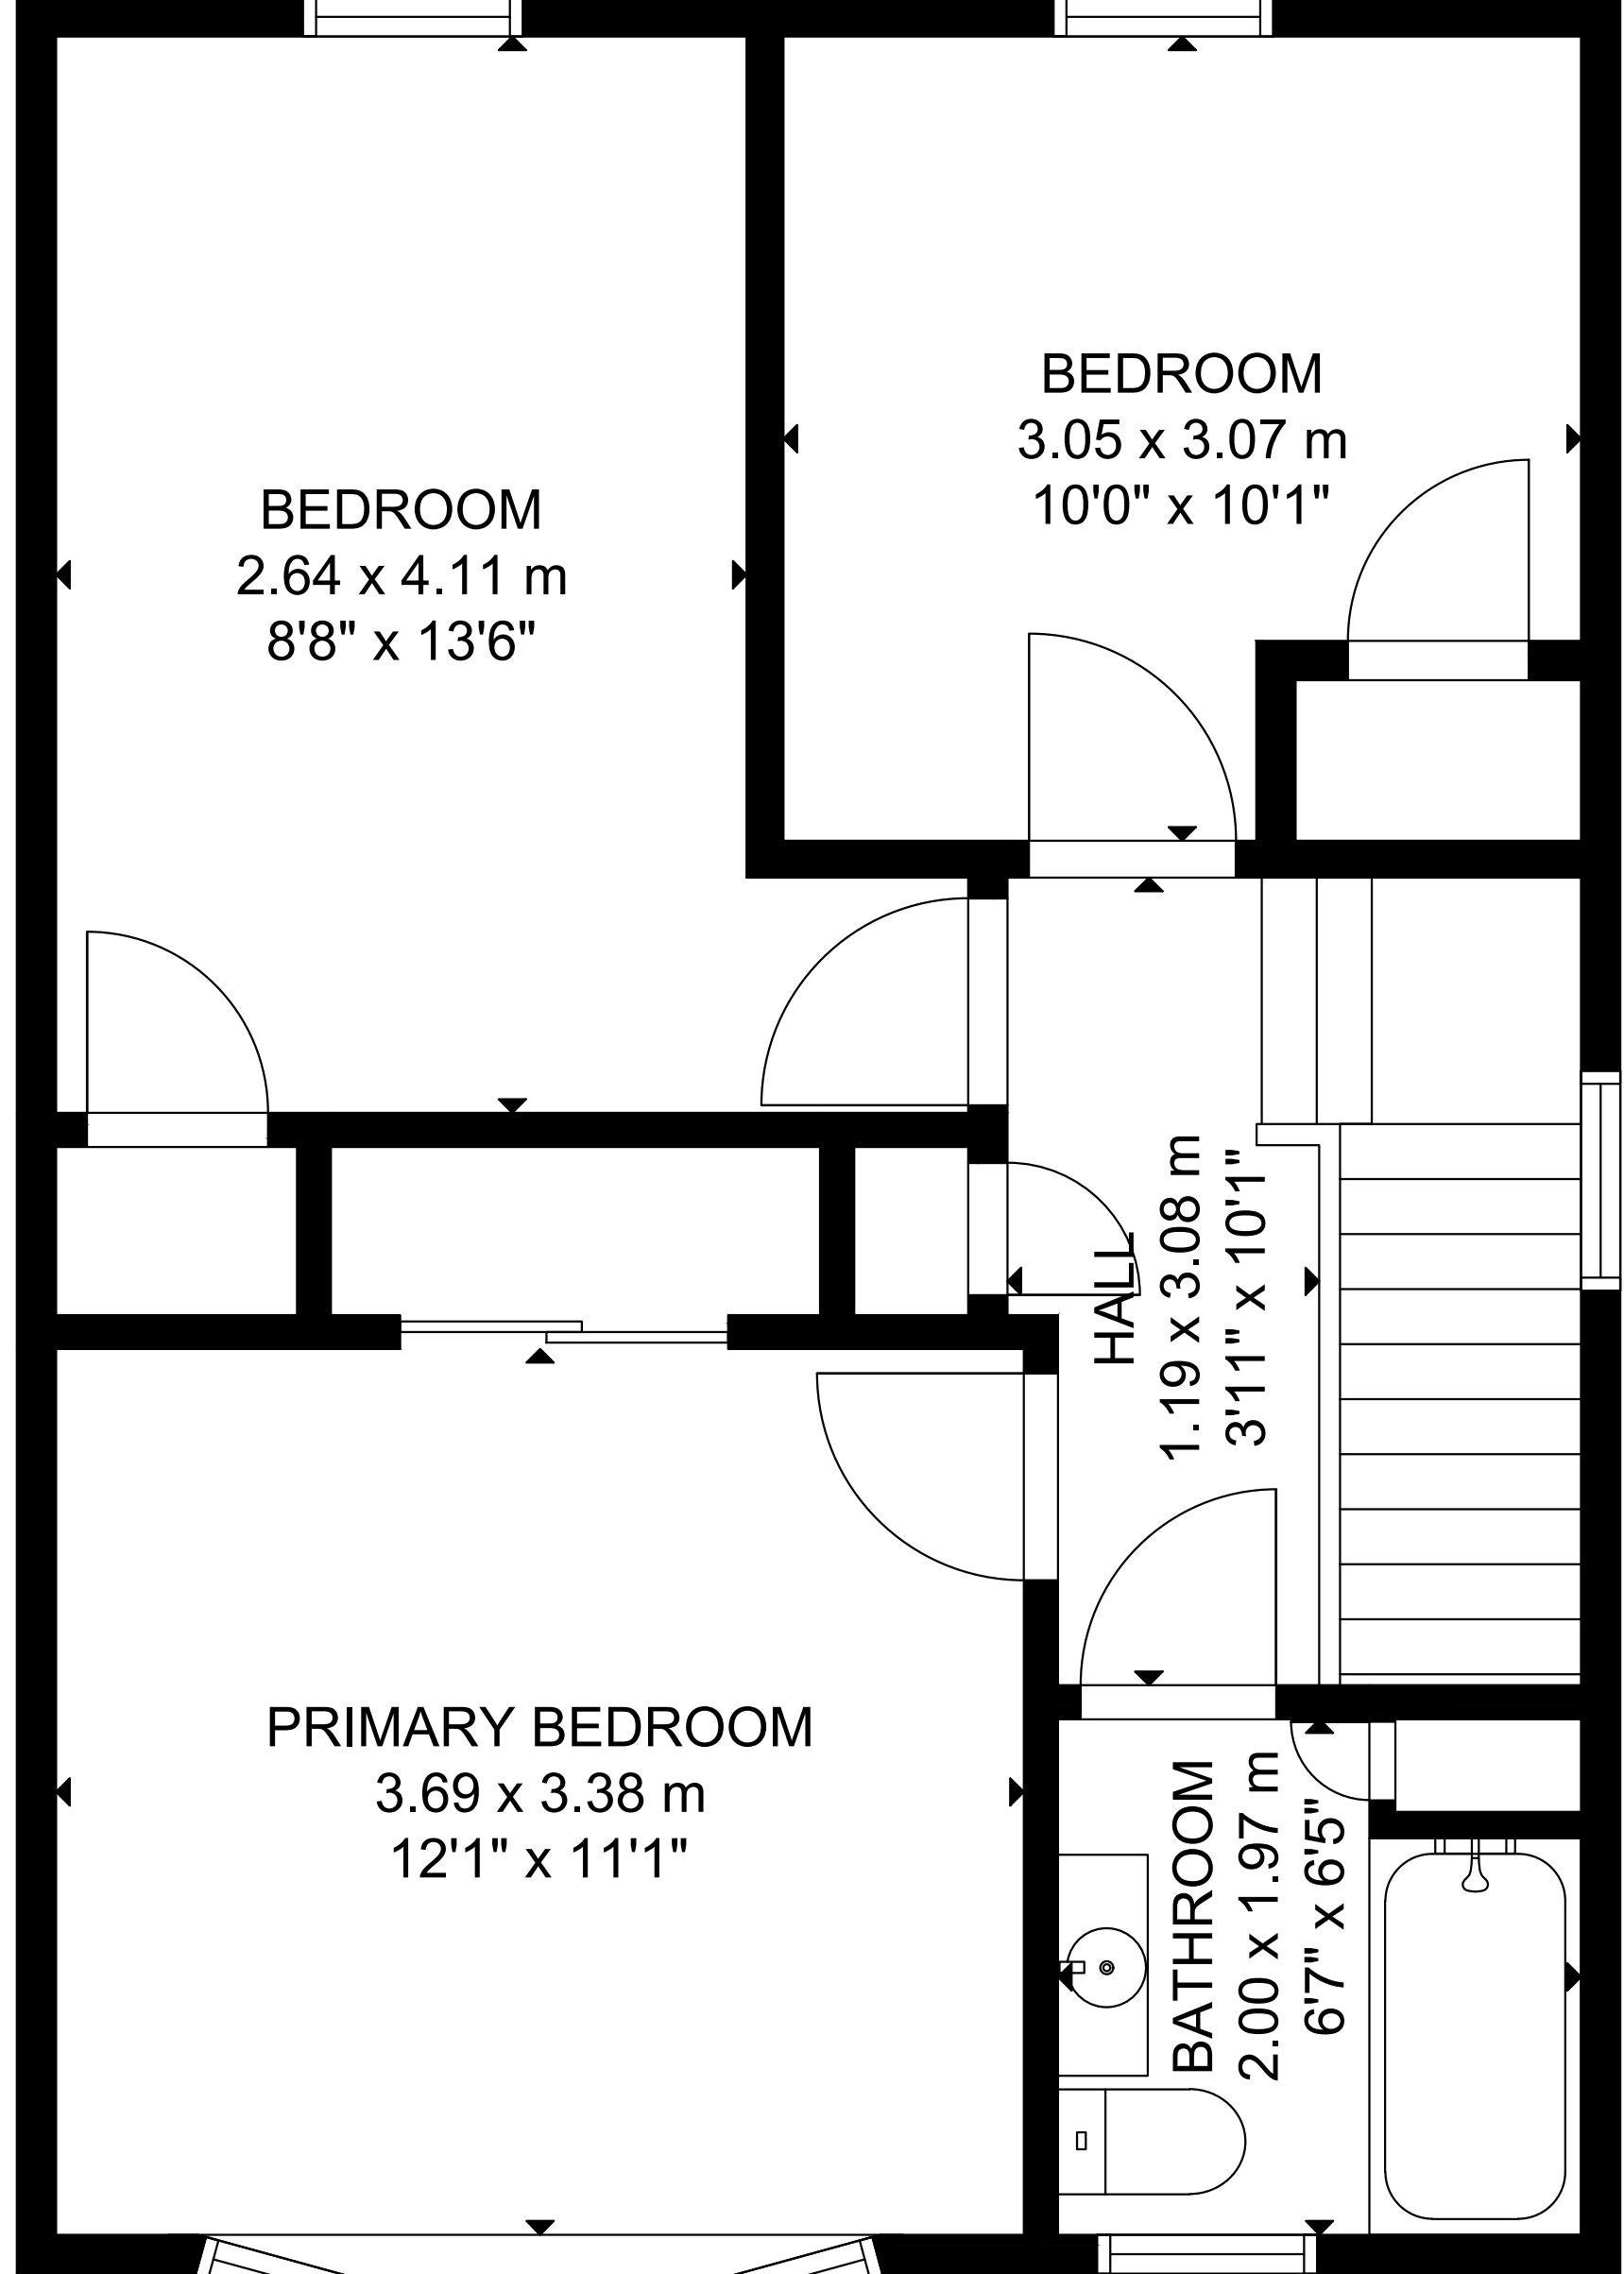 BEDROOM
3.05 x 3.07 m
10'0" x 10'1"
BEDROOM
2.64 x 4.11 m
8'8" x 13'6"
HALL
1.19 x 3.08 m
3'11" x 10'1"
PRIMARY BEDROOM
3.69 x 3.38 m
12'1" x 11'1"
BATHROOM
2.00 x 1.97 m
6'7" x 6'5"